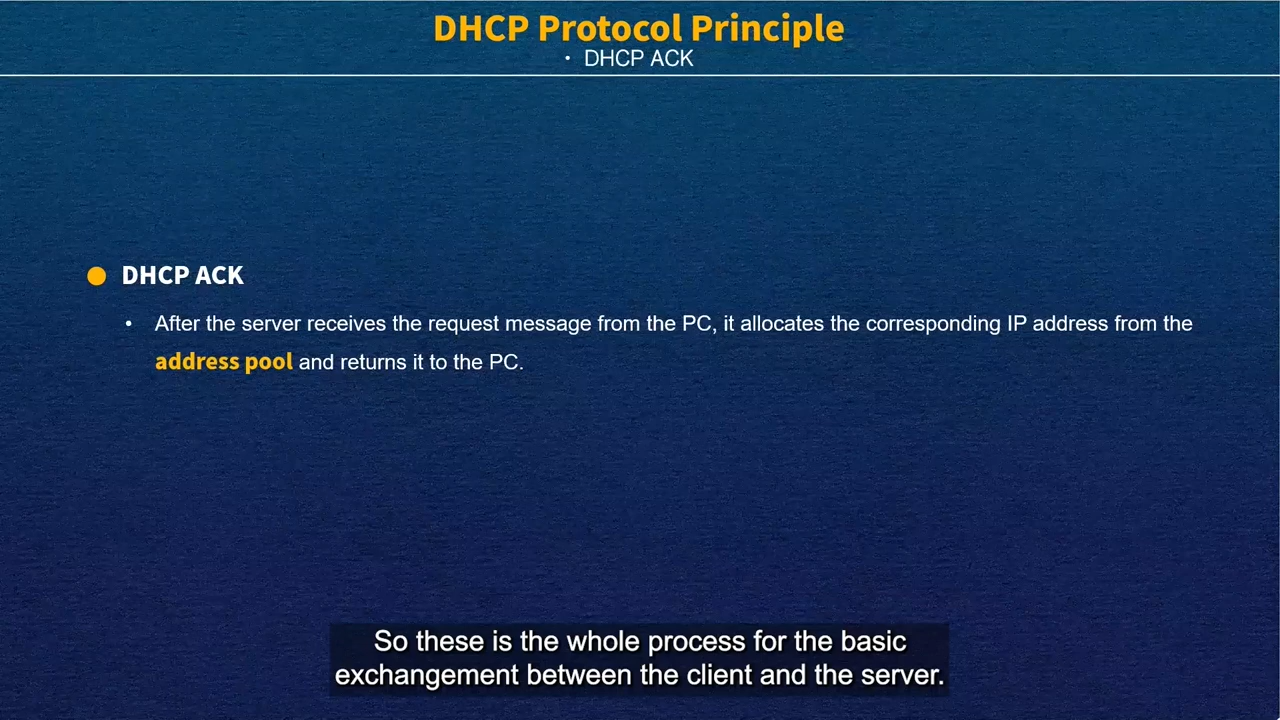 DHCP Protocol Principle
• DHCP ACK
DHCP ACK
• After the server receives the request message from the PC, it allocates the corresponding IP address from the
address pool and returns it to the PC.
So these is the whole process for the basic
exchangement between the client and the server.